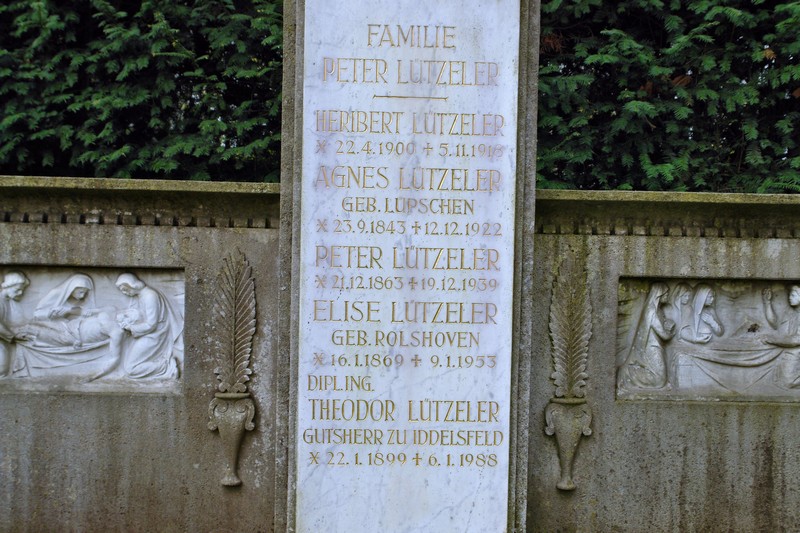 FAMILIE
PETER LÜTZELER
HERIBERT LÜTZELER
* 22.4.1900 + 5.11.1918
AGNES LÜTZELER
GEB. LÜPSCHEN
* 23.9.1843 + 12.12.1922
PETER LÜTZELER
* 21.12.1863 + 19.12.1939
ELISE LÜTZELER
GEB. ROLSHOVEN
* 16.1.1869 + 9.1.1953
DIPL.ING.
THEODOR LÜTZELER
GUTSHERR ZU IDDELSFELD
* 22.1.1899 + 6.1.1988